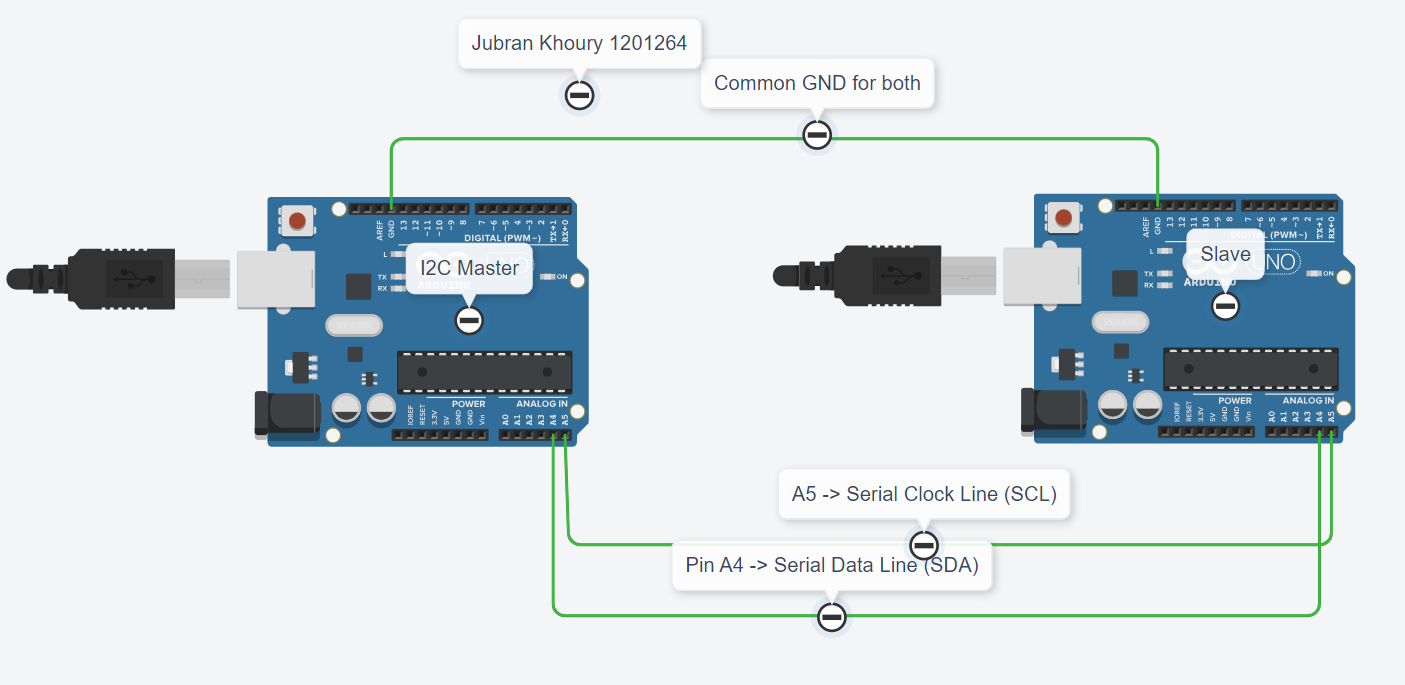 Jubran Khoury 1201264
Common GND for both
AREF
GND
13
12
~11
~10
~9
8
7
~6
~5
4
~3
2
TX→1
RX←0
DIGITAL (PWM~)
L
TX
RX
ON
ARDUINO
I2C Master
POWER
ANALOG IN
IOREF
RESET
3.3V
5V
GND
GND
Vin
A0
A1
A2
A3
A4
A5
AREF
GND
13
12
~11
~10
~9
8
7
~6
~5
4
~3
2
TX→1
RX←0
DIGITAL (PWM~)
L
TX
RX
UNO
ON
ARDUINO
Slave
POWER
ANALOG IN
IOREF
RESET
3.3V
5V
GND
GND
Vin
A0
A1
A2
A3
A4
A5
A5 -> Serial Clock Line (SCL)
Pin A4 -> Serial Data Line (SDA)